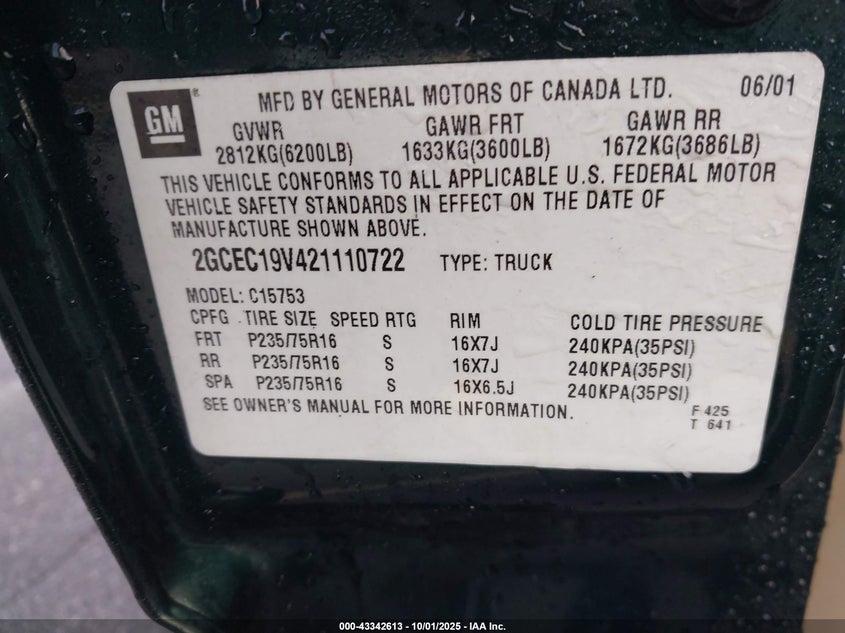 GM ®
MFD BY GENERAL MOTORS OF CANADA LTD. 06/01
GVWR GAWR FRT GAWR RR
2812KG(6200LB) 1633KG(3600LB) 1672KG(3686LB)
THIS VEHICLE CONFORMS TO ALL APPLICABLE U.S. FEDERAL MOTOR
VEHICLE SAFETY STANDARDS IN EFFECT ON THE DATE OF
MANUFACTURE SHOWN ABOVE.
2GCEC19V421110722 TYPE: TRUCK
MODEL: C15753
CPFG TIRE SIZE SPEED RTG RIM COLD TIRE PRESSURE
FRT P235/75R16 S 16X7J 240KPA(35PSI)
RR P235/75R16 S 16X7J 240KPA(35PSI)
SPA P235/75R16 S 16X6.5J 240KPA(35PSI)
SEE OWNER'S MANUAL FOR MORE INFORMATION.
F 425
T 641
000-43342613 - 10/01/2025 - IAA Inc.